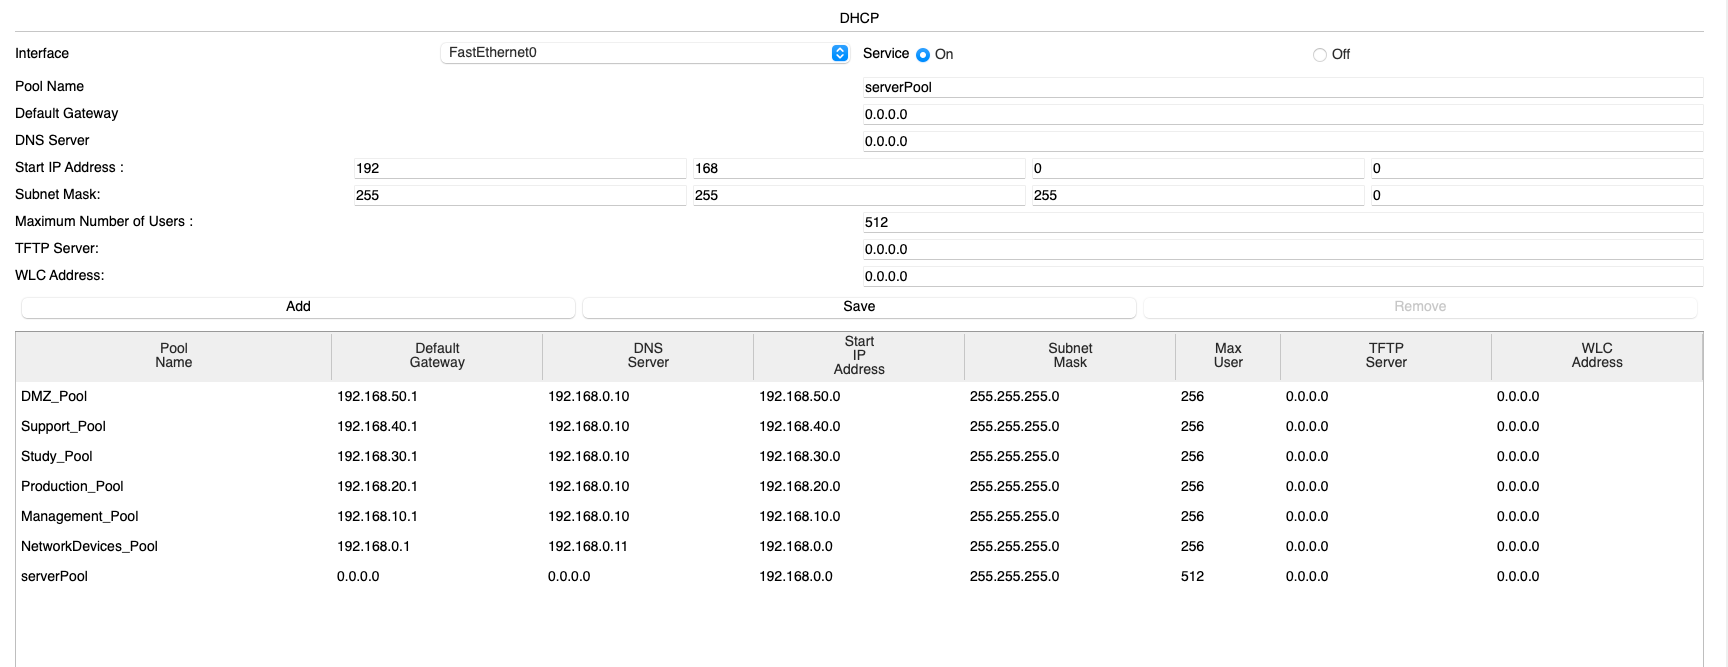 DHCP
Interface FastEthernet0 Service On Off
Pool Name serverPool
Default Gateway 0.0.0.0
DNS Server 0.0.0.0
Start IP Address : 192 168 0 0
Subnet Mask: 255 255 255 0
Maximum Number of Users : 512
TFTP Server: 0.0.0.0
WLC Address: 0.0.0.0
Add Save Remove
Pool Name Default Gateway DNS Server Start IP Address Subnet Mask Max User TFTP Server WLC Address
DMZ_Pool 192.168.50.1 192.168.0.10 192.168.50.0 255.255.255.0 256 0.0.0.0 0.0.0.0
Support_Pool 192.168.40.1 192.168.0.10 192.168.40.0 255.255.255.0 256 0.0.0.0 0.0.0.0
Study_Pool 192.168.30.1 192.168.0.10 192.168.30.0 255.255.255.0 256 0.0.0.0 0.0.0.0
Production_Pool 192.168.20.1 192.168.0.10 192.168.20.0 255.255.255.0 256 0.0.0.0 0.0.0.0
Management_Pool 192.168.10.1 192.168.0.10 192.168.10.0 255.255.255.0 256 0.0.0.0 0.0.0.0
NetworkDevices_Pool 192.168.0.1 192.168.0.11 192.168.0.0 255.255.255.0 256 0.0.0.0 0.0.0.0
serverPool 0.0.0.0 0.0.0.0 192.168.0.0 255.255.255.0 512 0.0.0.0 0.0.0.0